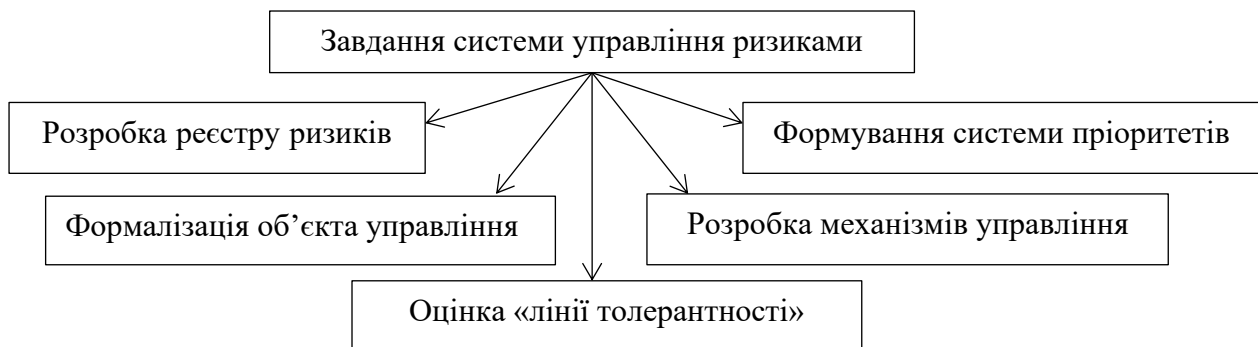 Завдання системи управління ризиками
Розробка реєстру ризиків
Формування системи пріоритетів
Формалізація об’єкта управління
Розробка механізмів управління
Оцінка «лінії толерантності»